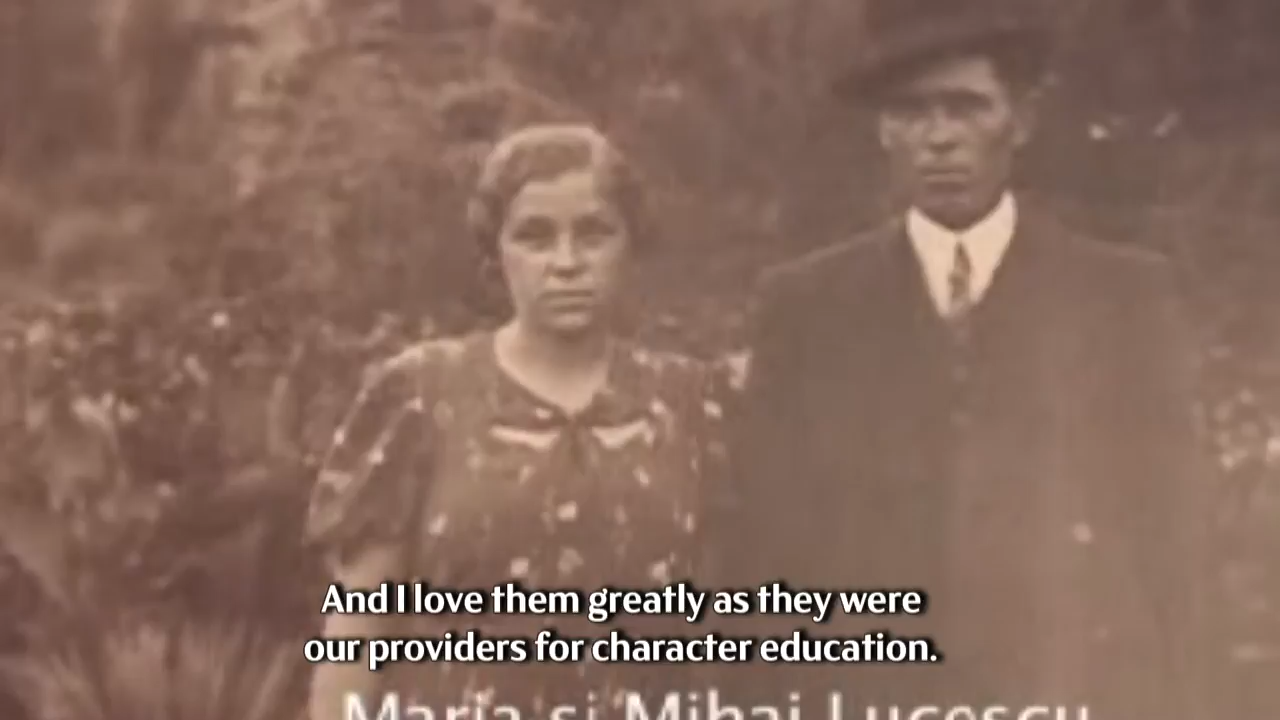 And I love them greatly as they were
our providers for character education.
Maria și Mihai Lucescu